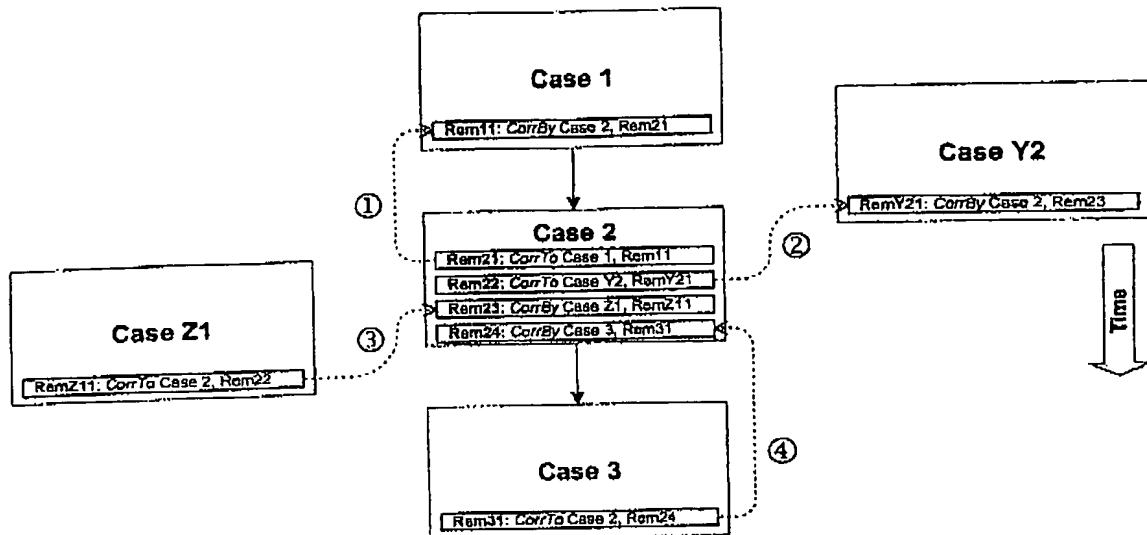 Case 1
Rem11: CorrBy Case 2, Rem21
Case Y2
RemY21: CorrBy Case 2, Rem23
①
②
Case 2
Rem21: CorrTo Case 1, Rem11
Rem22: CorrTo Case Y2, RemY21
Rem23: CorrBy Case Z1, RemZ11
Rem24: CorrBy Case 3, Rem31
Time
Case Z1
RemZ11: CorrTo Case 2, Rem22
③
④
Case 3
Rem31: CorrTo Case 2, Rem24